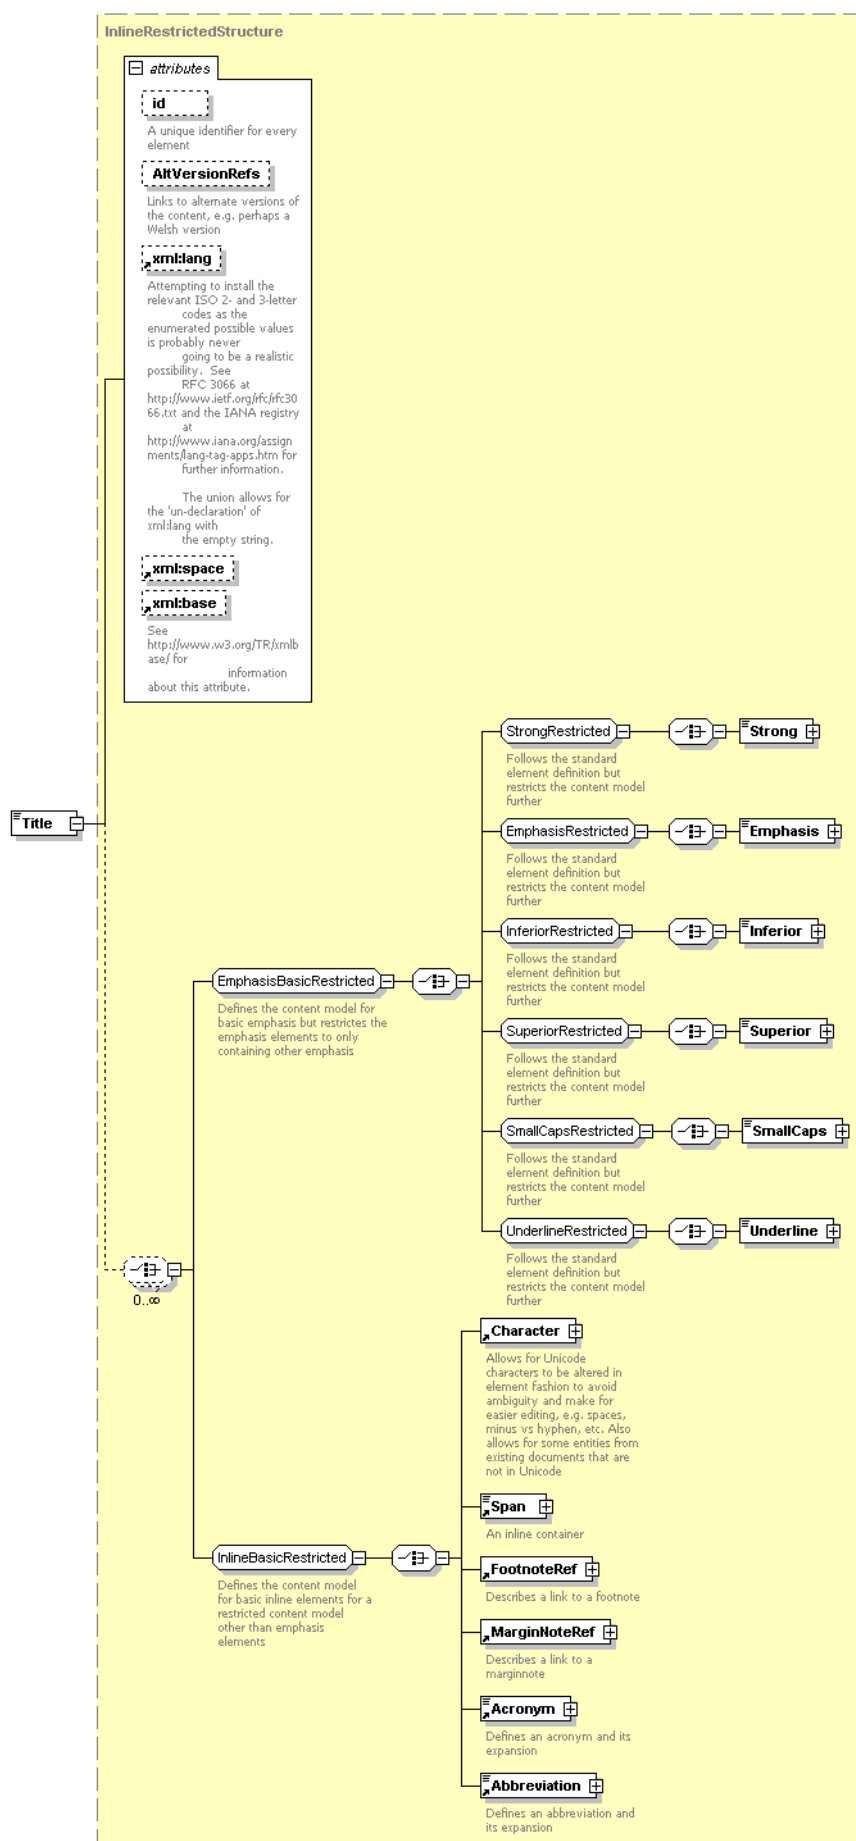 InlineRestrictedStructure
attributes
id
A unique identifier for every
element
AltVersionRefs
Links to alternate versions of
the content, e.g. perhaps a
Welsh version
xml:lang
Attempting to install the
relevant ISO 2- and 3-letter
codes as the
enumerated possible values
is probably never
going to be a realistic
possibility. See
RFC 3066 at
http://www.ietf.org/rfc/rfc30
66.txt and the IANA registry
at
http://www.iana.org/assign
ments/lang-tag-apps.htm for
further information.
The union allows for
the 'un-declaration' of
xml:lang with
the empty string.
xml:space
xml:base
See
http://www.w3.org/TR/xmlb
ase/ for
information
about this attribute.
Title
0..∞
EmphasisBasicRestricted
Defines the content model for
basic emphasis but restrictes the
emphasis elements to only
containing other emphasis
StrongRestricted
Strong
Follows the standard
element definition but
restricts the content model
further
EmphasisRestricted
Emphasis
Follows the standard
element definition but
restricts the content model
further
InferiorRestricted
Inferior
Follows the standard
element definition but
restricts the content model
further
SuperiorRestricted
Superior
Follows the standard
element definition but
restricts the content model
further
SmallCapsRestricted
SmallCaps
Follows the standard
element definition but
restricts the content model
further
UnderlineRestricted
Underline
Follows the standard
element definition but
restricts the content model
further
InlineBasicRestricted
Defines the content model
for basic inline elements for a
restricted content model
other than emphasis
elements
Character
Allows for Unicode
characters to be altered in
element fashion to avoid
ambiguity and make for
easier editing, e.g. spaces,
minus vs hyphen, etc. Also
allows for some entities from
existing documents that are
not in Unicode
Span
An inline container
FootnoteRef
Describes a link to a footnote
MarginNoteRef
Describes a link to a
marginnote
Acronym
Defines an acronym and its
expansion
Abbreviation
Defines an abbreviation and
its expansion